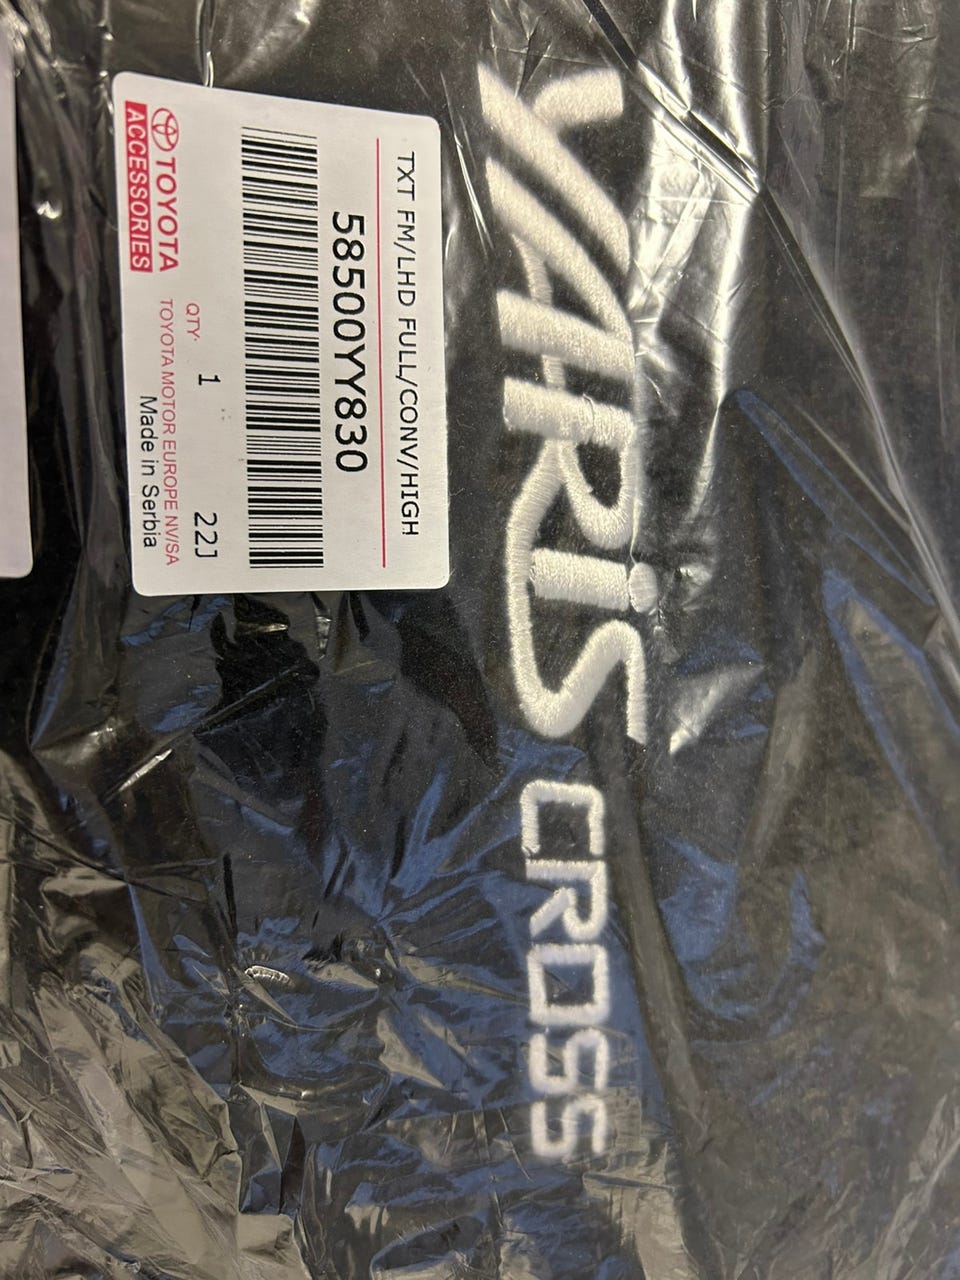 TXT FM/LHD FULL/CONV/HIGH
58500YY830
QTY. 1 22J
TOYOTA
ACCESSORIES
TOYOTA MOTOR EUROPE NV/SA
Made in Serbia
YARiS CROSS